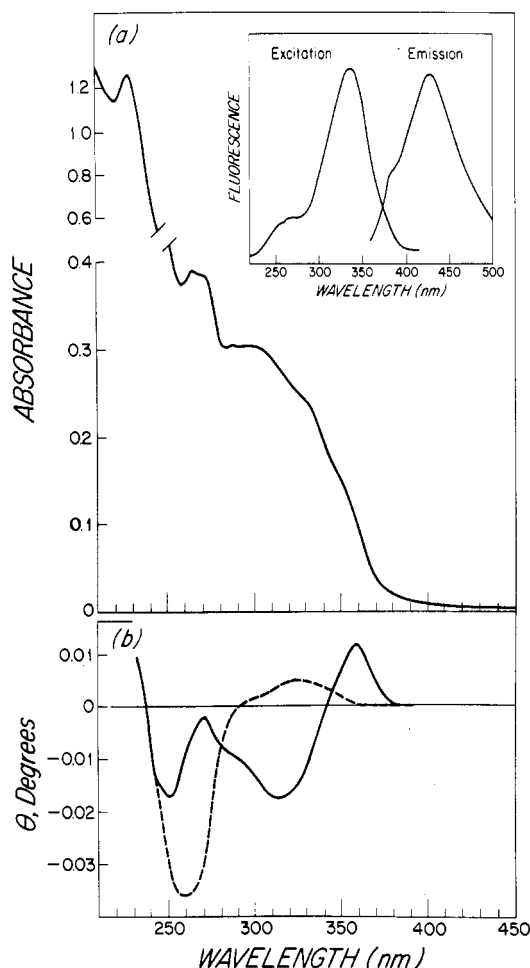 (a)
Excitation Emission
FLUORESCENCE
250 300 350 400 450 500
WAVELENGTH (nm)
ABSORBANCE
1.2
1.0
0.8
0.6
0.4
0.3
0.2
0.1
0
(b)
θ, Degrees
0.01
0
-0.01
-0.02
-0.03
250 300 350 400 450
WAVELENGTH (nm)